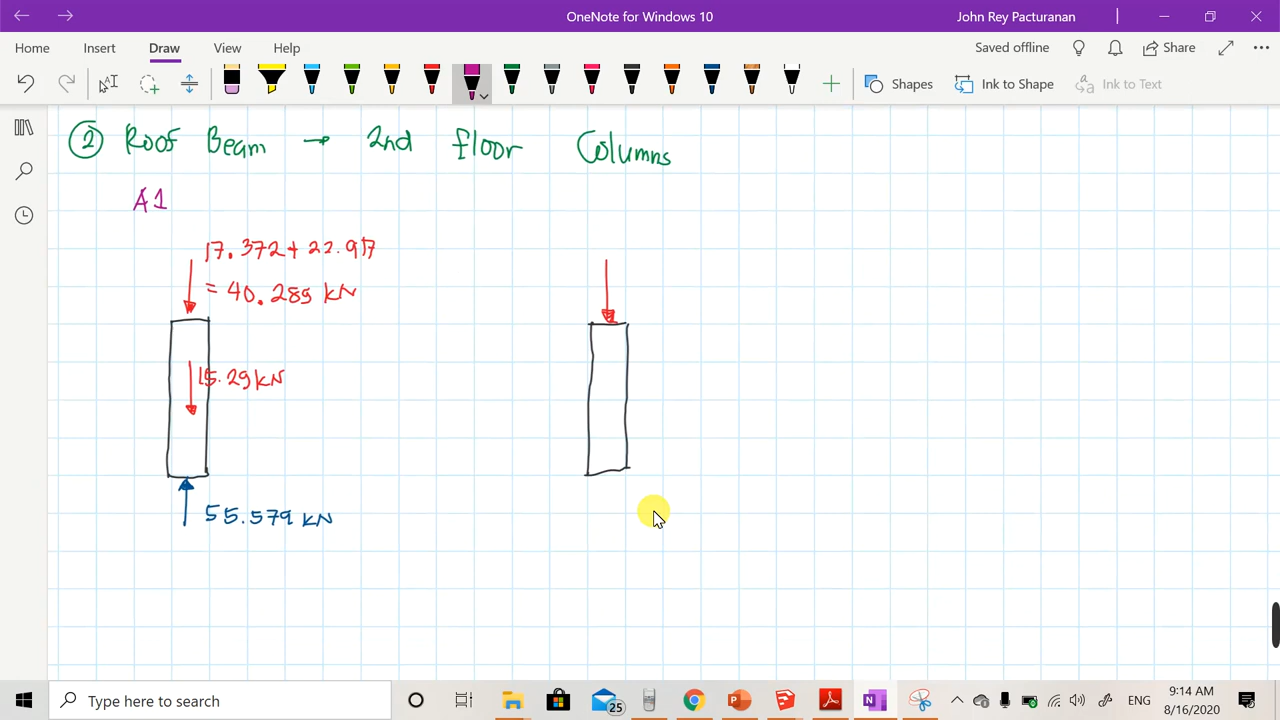 OneNote for Windows 10
John Rey Pacturanan
Home Insert Draw View Help
Saved offline
Share
Shapes
Ink to Shape
Ink to Text
② Roof Beam → 2nd Floor Columns
A1
17.372 + 22.917
= 40.289 kN
15.29 kN
55.579 kN
Type here to search
25
ENG
9:14 AM
8/16/2020